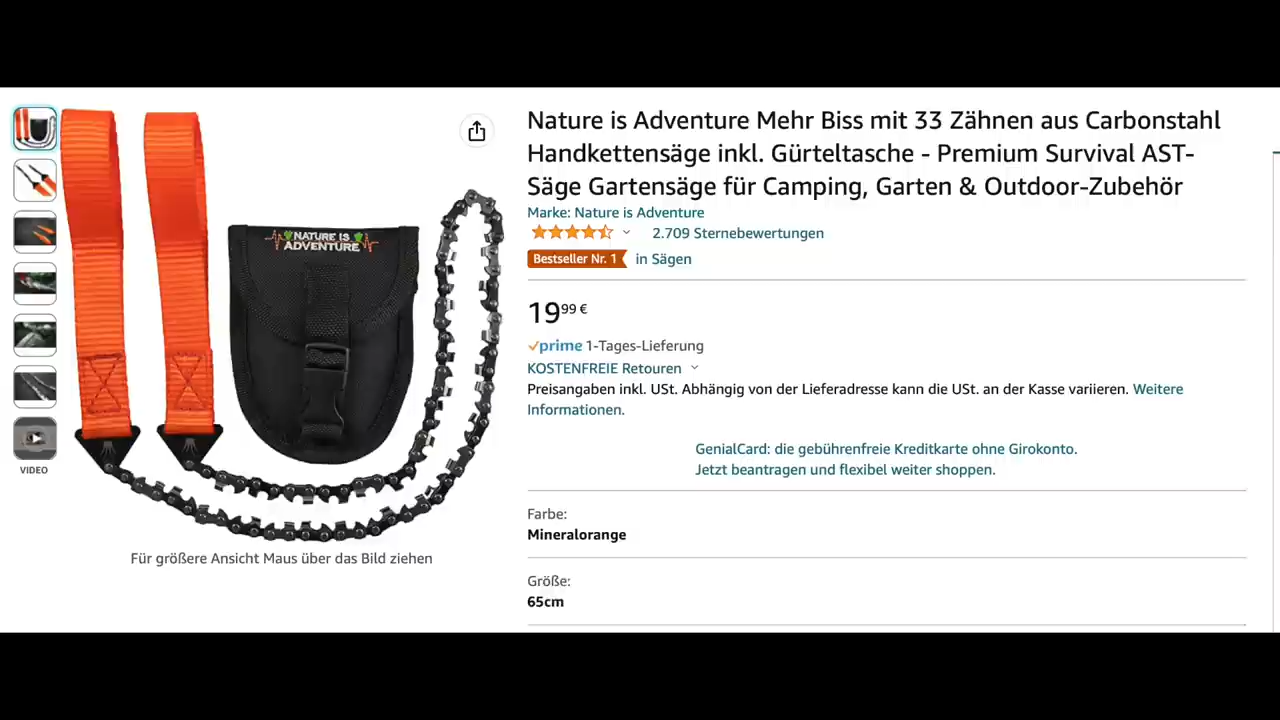 NATURE IS
ADVENTURE
VIDEO
Für größere Ansicht Maus über das Bild ziehen
Nature is Adventure Mehr Biss mit 33 Zähnen aus Carbonstahl
Handkettensäge inkl. Gürteltasche - Premium Survival AST-
Säge Gartensäge für Camping, Garten & Outdoor-Zubehör
Marke: Nature is Adventure
2.709 Sternebewertungen
Bestseller Nr. 1 in Sägen
19 99 €
prime 1-Tages-Lieferung
KOSTENFREIE Retouren
Preisangaben inkl. USt. Abhängig von der Lieferadresse kann die USt. an der Kasse variieren. Weitere
Informationen.
GenialCard: die gebührenfreie Kreditkarte ohne Girokonto.
Jetzt beantragen und flexibel weiter shoppen.
Farbe:
Mineralorange
Größe:
65cm